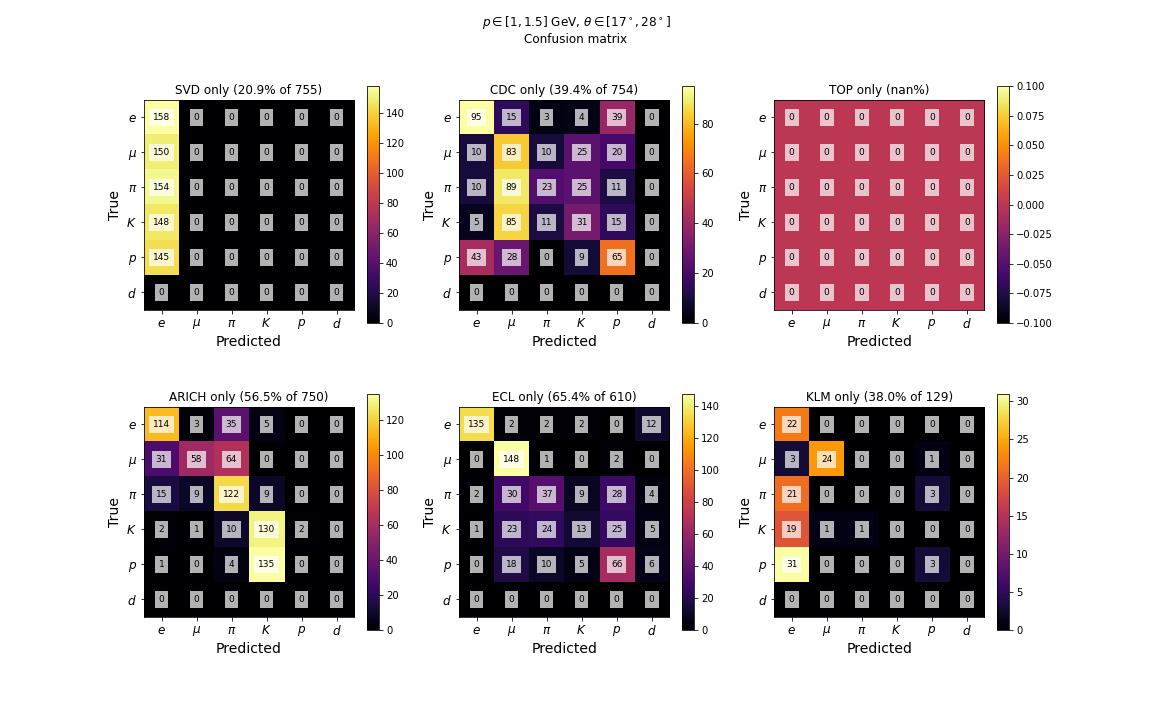 p ∈ [1, 1.5] GeV, θ ∈ [17°, 28°]
Confusion matrix
SVD only (20.9% of 755)
e 158 0 0 0 0 0
μ 150 0 0 0 0 0
π 154 0 0 0 0 0
K 148 0 0 0 0 0
p 145 0 0 0 0 0
d 0 0 0 0 0 0
e μ π K p d
True
Predicted
140
120
100
80
60
40
20
0
CDC only (39.4% of 754)
e 95 15 3 4 39 0
μ 10 83 10 25 20 0
π 10 89 23 25 11 0
K 5 85 11 31 15 0
p 43 28 0 9 65 0
d 0 0 0 0 0 0
e μ π K p d
True
Predicted
80
60
40
20
0
TOP only (nan%)
e 0 0 0 0 0 0
μ 0 0 0 0 0 0
π 0 0 0 0 0 0
K 0 0 0 0 0 0
p 0 0 0 0 0 0
d 0 0 0 0 0 0
e μ π K p d
True
Predicted
0.100
0.075
0.050
0.025
0.000
−0.025
−0.050
−0.075
−0.100
ARICH only (56.5% of 750)
e 114 3 35 5 0 0
μ 31 58 64 0 0 0
π 15 9 122 9 0 0
K 2 1 10 130 2 0
p 1 0 4 135 0 0
d 0 0 0 0 0 0
e μ π K p d
True
Predicted
120
100
80
60
40
20
0
ECL only (65.4% of 610)
e 135 2 2 2 0 12
μ 0 148 1 0 2 0
π 2 30 37 9 28 4
K 1 23 24 13 25 5
p 0 18 10 5 66 6
d 0 0 0 0 0 0
e μ π K p d
True
Predicted
140
120
100
80
60
40
20
0
KLM only (38.0% of 129)
e 22 0 0 0 0 0
μ 3 24 0 0 1 0
π 21 0 0 0 3 0
K 19 1 1 0 0 0
p 31 0 0 0 3 0
d 0 0 0 0 0 0
e μ π K p d
True
Predicted
30
25
20
15
10
5
0